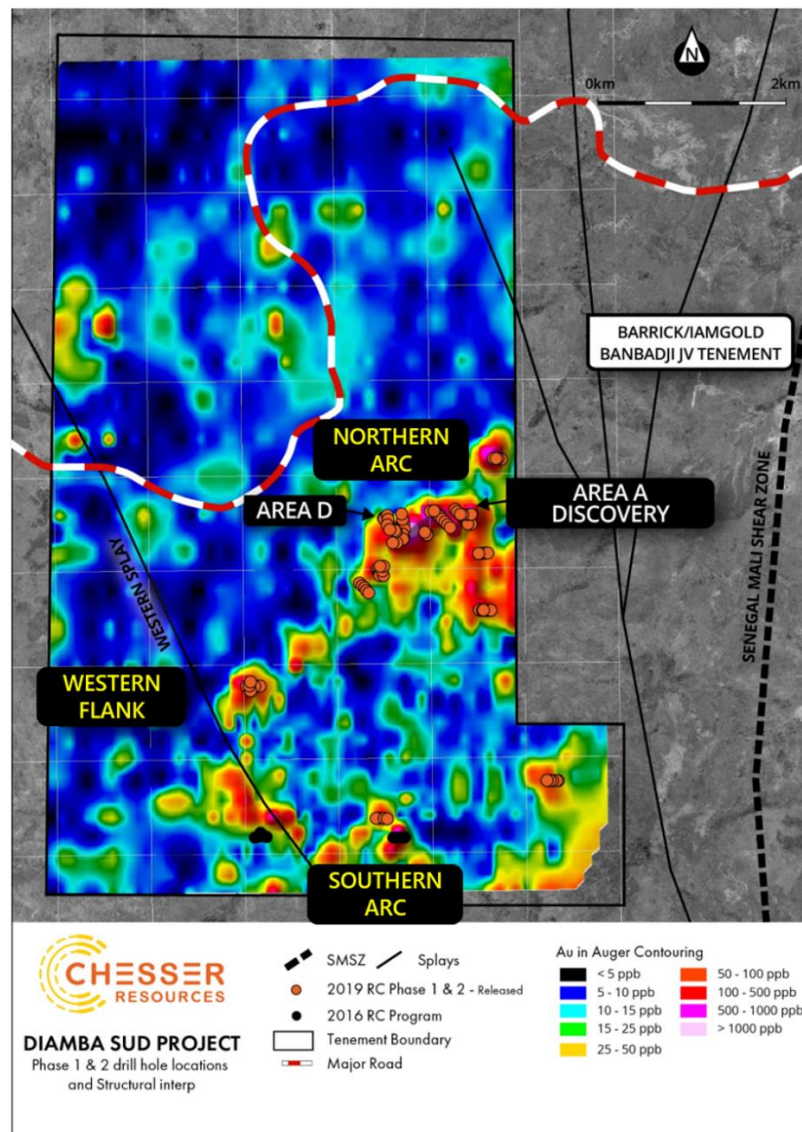 N
0km 2km
BARRICK/IAMGOLD
BANBADJI JV TENEMENT
NORTHERN
ARC
AREA D
AREA A
DISCOVERY
WESTERN SPLAY
SENEGAL MALI SHEAR ZONE
WESTERN
FLANK
SOUTHERN
ARC
CHESSER
RESOURCES
DIAMBA SUD PROJECT
Phase 1 & 2 drill hole locations
and Structural interp
SMSZ Splays
2019 RC Phase 1 & 2 - Released
2016 RC Program
Tenement Boundary
Major Road
Au in Auger Contouring
< 5 ppb 50 - 100 ppb
5 - 10 ppb 100 - 500 ppb
10 - 15 ppb 500 - 1000 ppb
15 - 25 ppb > 1000 ppb
25 - 50 ppb